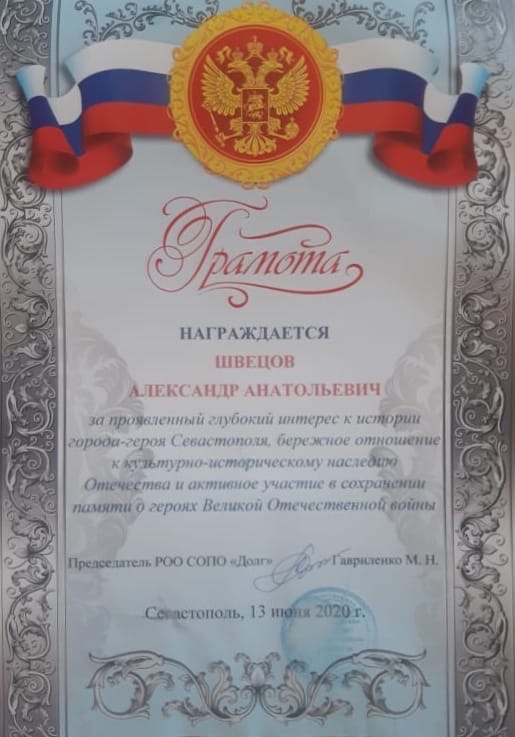 Грамота
НАГРАЖДАЕТСЯ
ШВЕЦОВ
АЛЕКСАНДР АНАТОЛЬЕВИЧ
за проявленный глубокий интерес к истории
города-героя Севастополя, бережное отношение
к культурно-историческому наследию
Отечества и активное участие в сохранении
памяти о героях Великой Отечественной войны
Председатель РОО СОПО «Долг» Гавриленко М. Н.
Севастополь, 13 июня 2020 г.